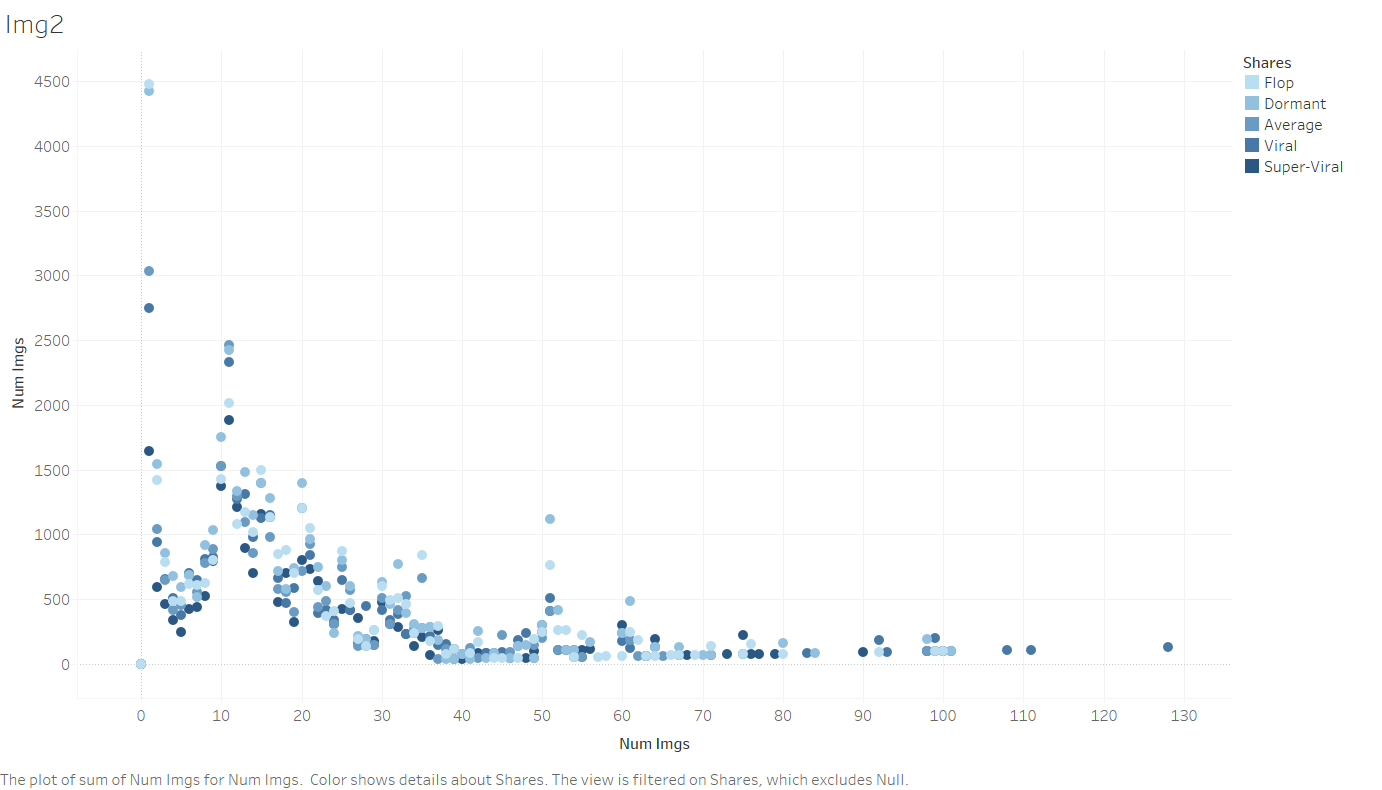 Img2
Shares
Flop
Dormant
Average
Viral
Super-Viral
4500
4000
3500
3000
2500
2000
1500
1000
500
0
Num Imgs
0 10 20 30 40 50 60 70 80 90 100 110 120 130
Num Imgs
The plot of sum of Num Imgs for Num Imgs. Color shows details about Shares. The view is filtered on Shares, which excludes Null.